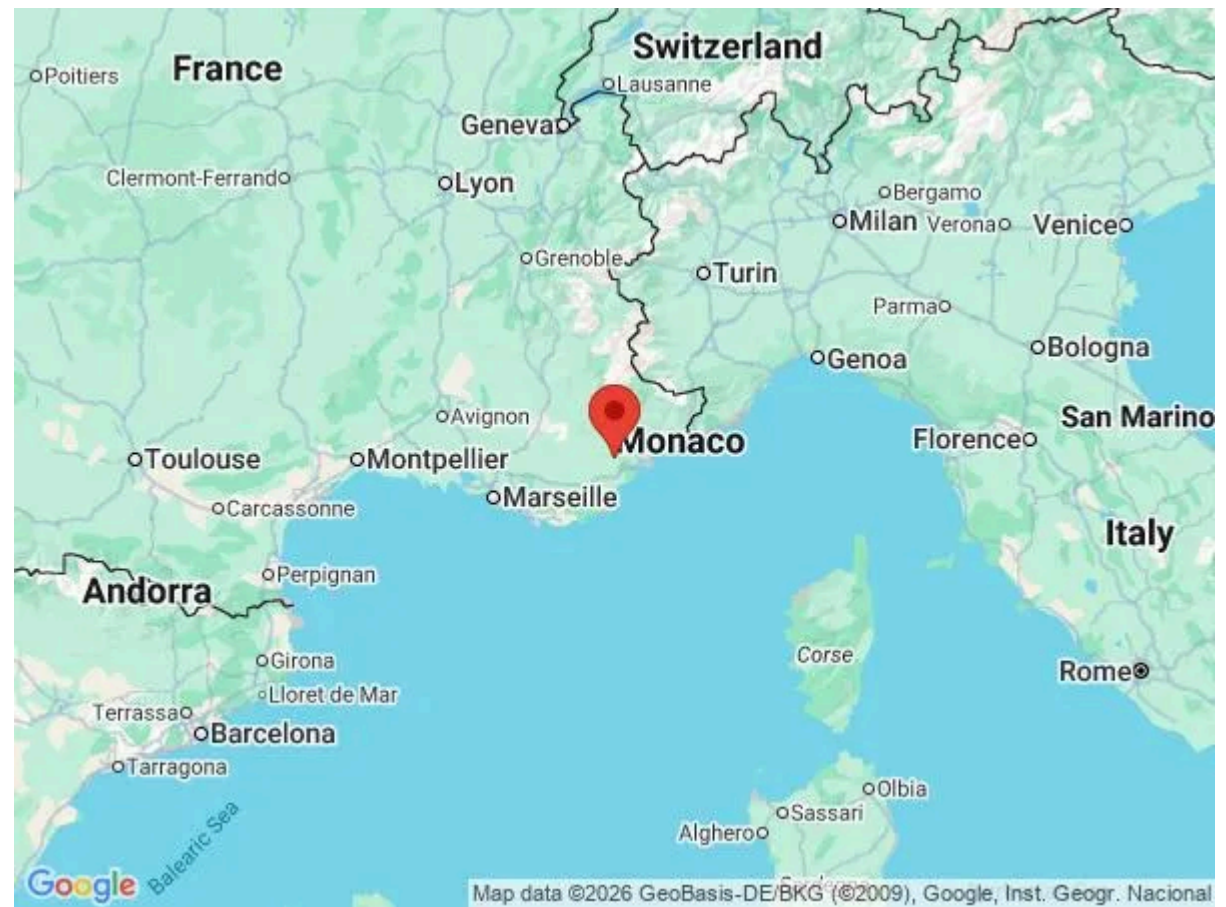 Switzerland
France
Poitiers
Lausanne
Geneva
Clermont-Ferrand
Lyon
Bergamo
Milan
Verona
Venice
Grenoble
Turin
Parma
Genoa
Bologna
Avignon
San Marino
Monaco
Florence
Toulouse
Montpellier
Marseille
Carcassonne
Italy
Perpignan
Andorra
Corse
Girona
Rome
Lloret de Mar
Terrassa
Barcelona
Tarragona
Olbia
Sassari
Alghero
Balearic Sea
Google
Map data ©2026 GeoBasis-DE/BKG (©2009), Google, Inst. Geogr. Nacional